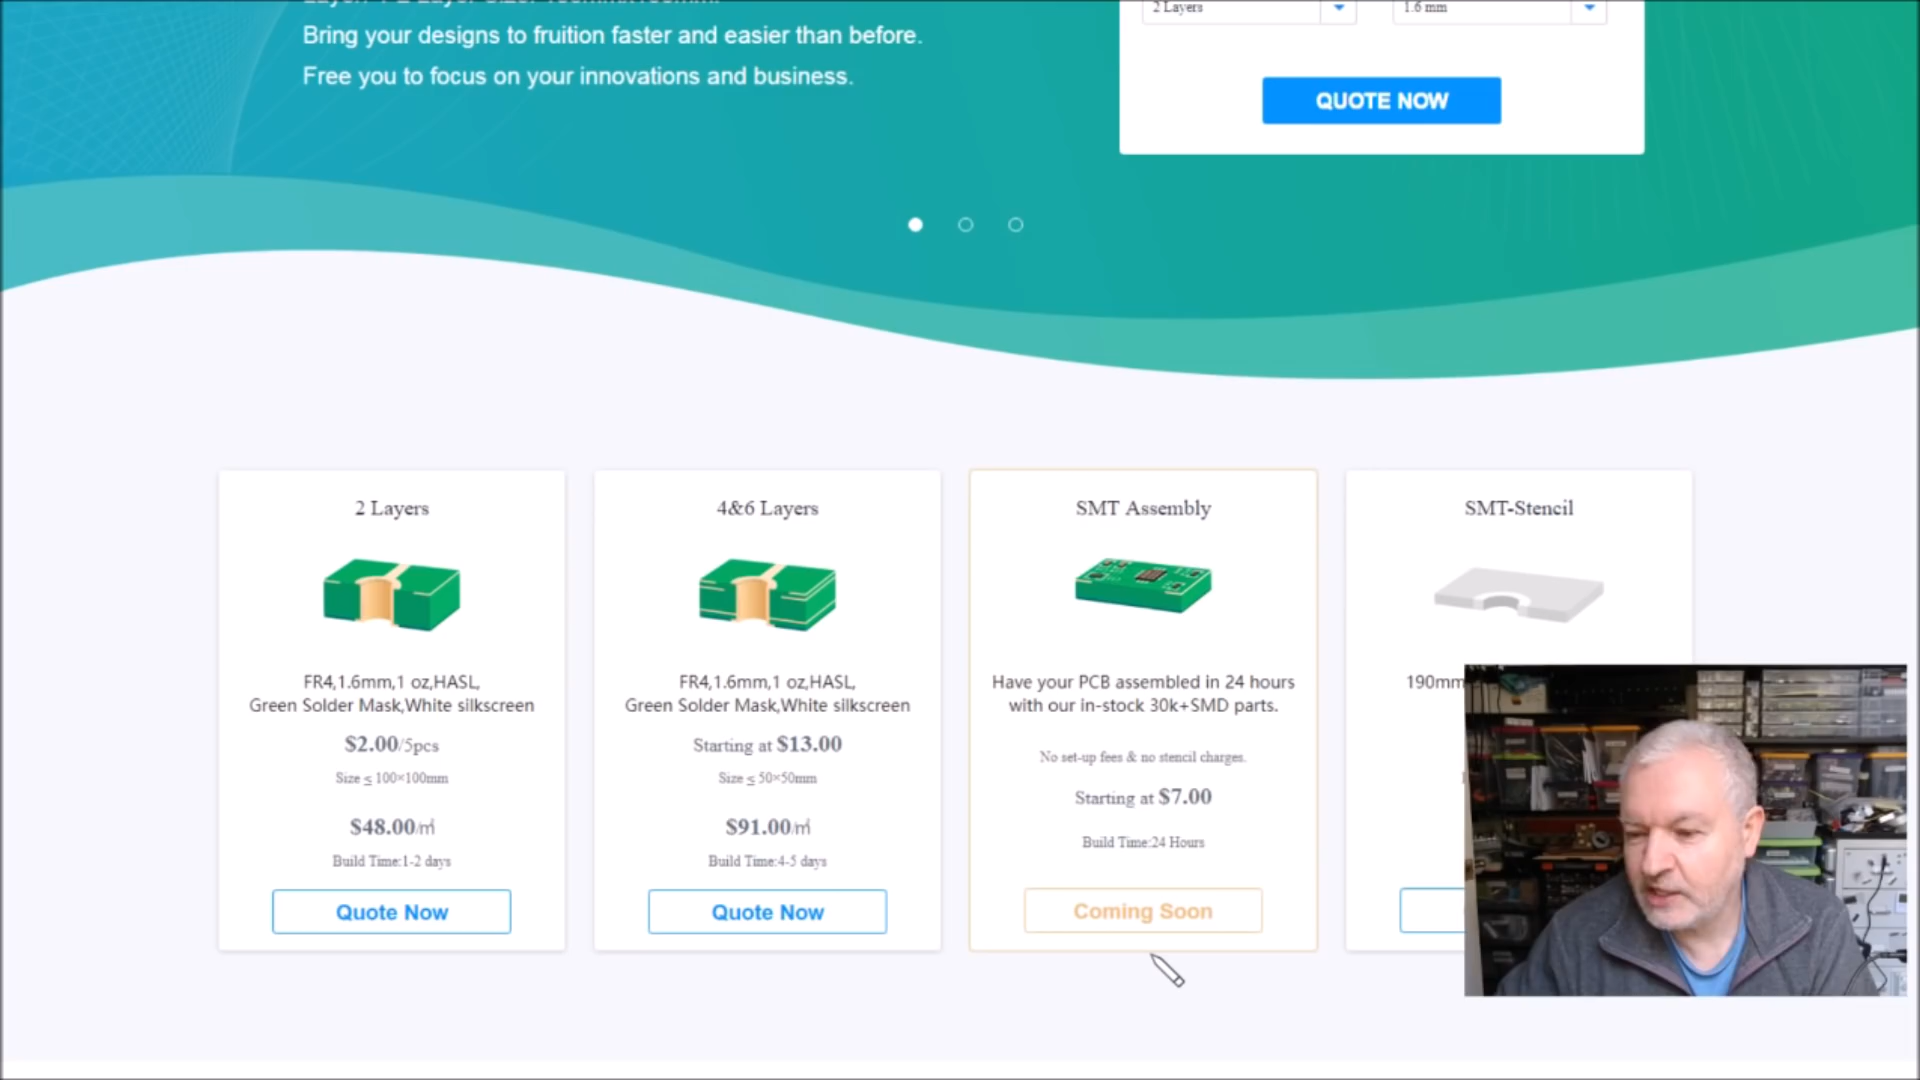 Bring your designs to fruition faster and easier than before.
Free you to focus on your innovations and business.
2 Layers
1.6 mm
QUOTE NOW
2 Layers
FR4,1.6mm,1 oz,HASL,
Green Solder Mask,White silkscreen
$2.00/5pcs
Size ≤ 100×100mm
$48.00/㎡
Build Time:1-2 days
Quote Now
4&6 Layers
FR4,1.6mm,1 oz,HASL,
Green Solder Mask,White silkscreen
Starting at $13.00
Size ≤ 50×50mm
$91.00/㎡
Build Time:4-5 days
Quote Now
SMT Assembly
Have your PCB assembled in 24 hours
with our in-stock 30k+SMD parts.
No set-up fees & no stencil charges.
Starting at $7.00
Build Time:24 Hours
Coming Soon
SMT-Stencil
190mm